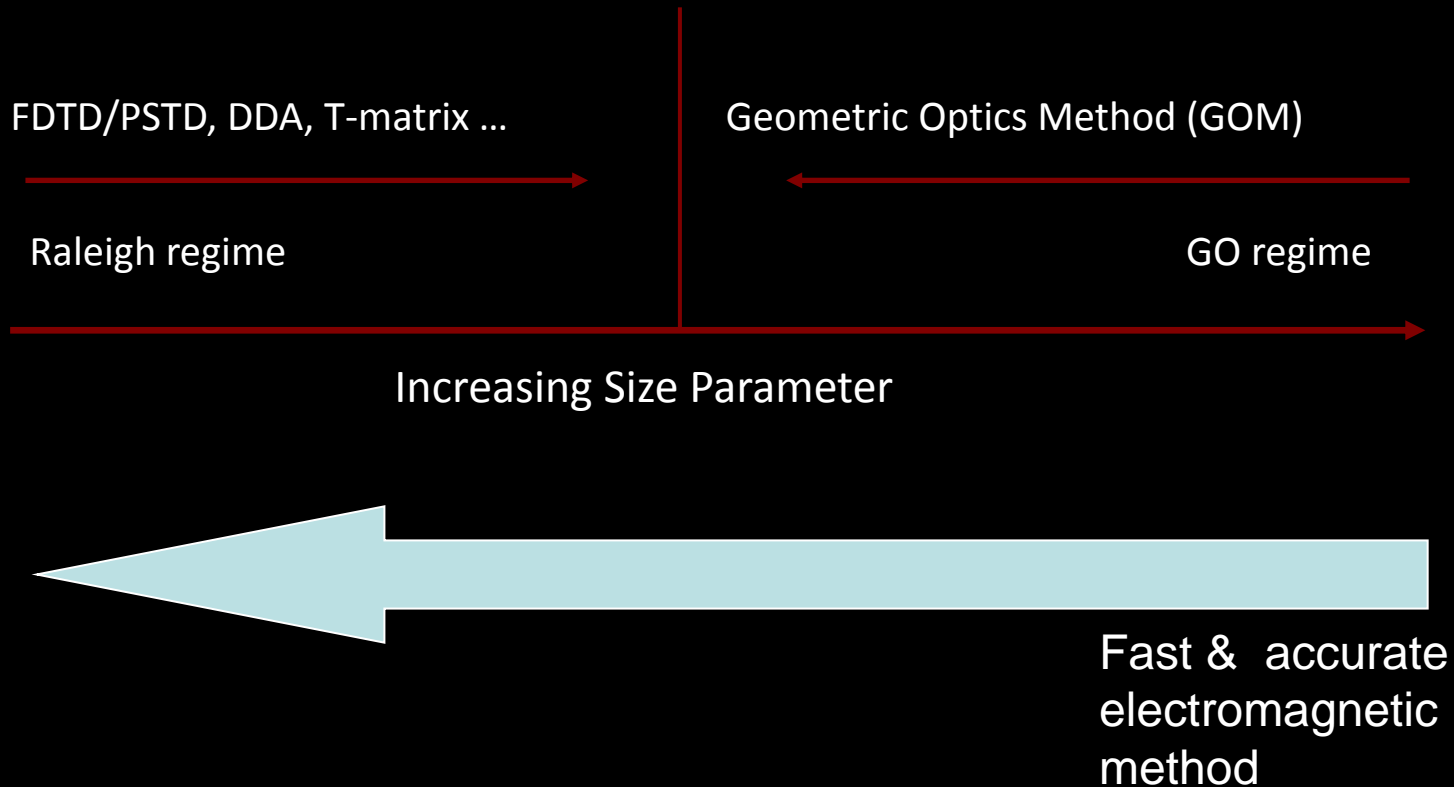 FDTD/PSTD, DDA, T-matrix …
Geometric Optics Method (GOM)
Raleigh regime
GO regime
Increasing Size Parameter
Fast & accurate
electromagnetic
method